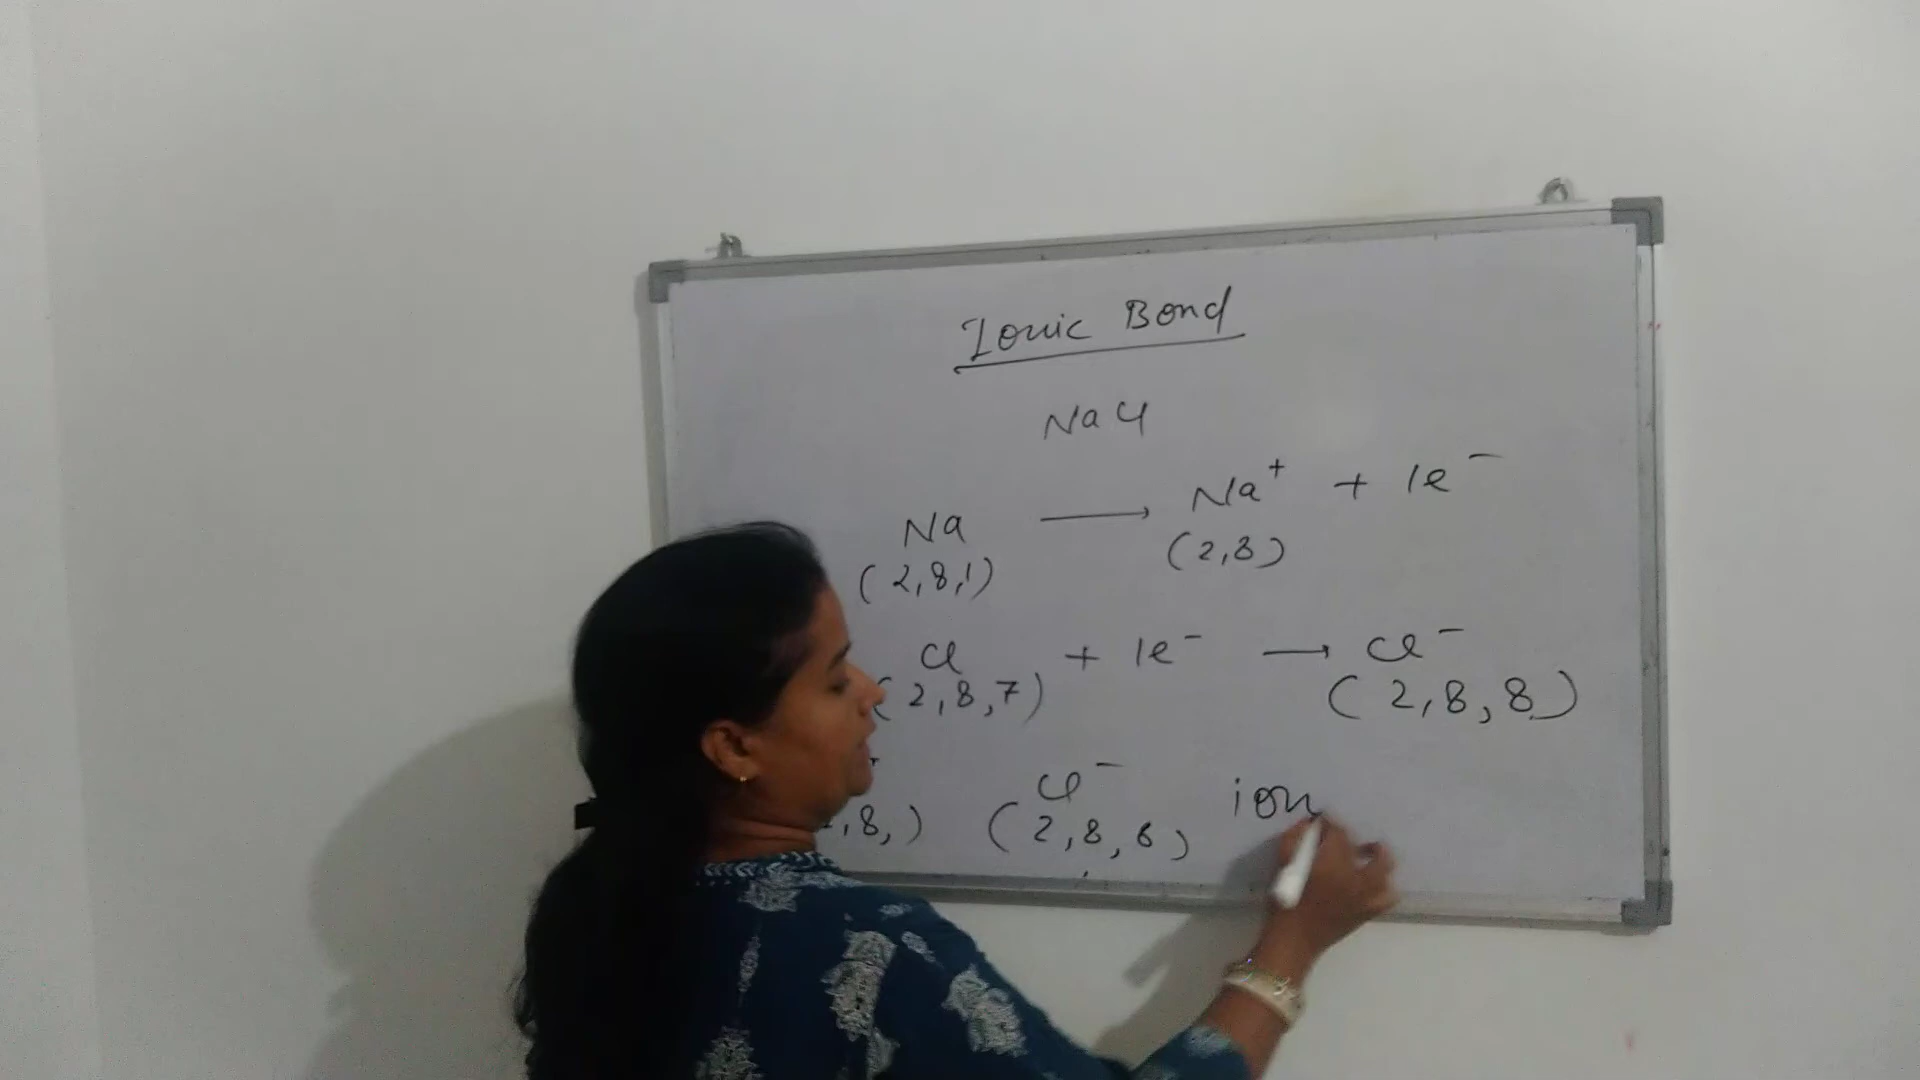 Ionic Bond
NaCl
Na ⟶ Na⁺ + 1e⁻
(2,8,1) (2,8)
Cl + 1e⁻ ⟶ Cl⁻
(2,8,7) (2,8,8)
Cl⁻ ion
,8,) (2,8,8)